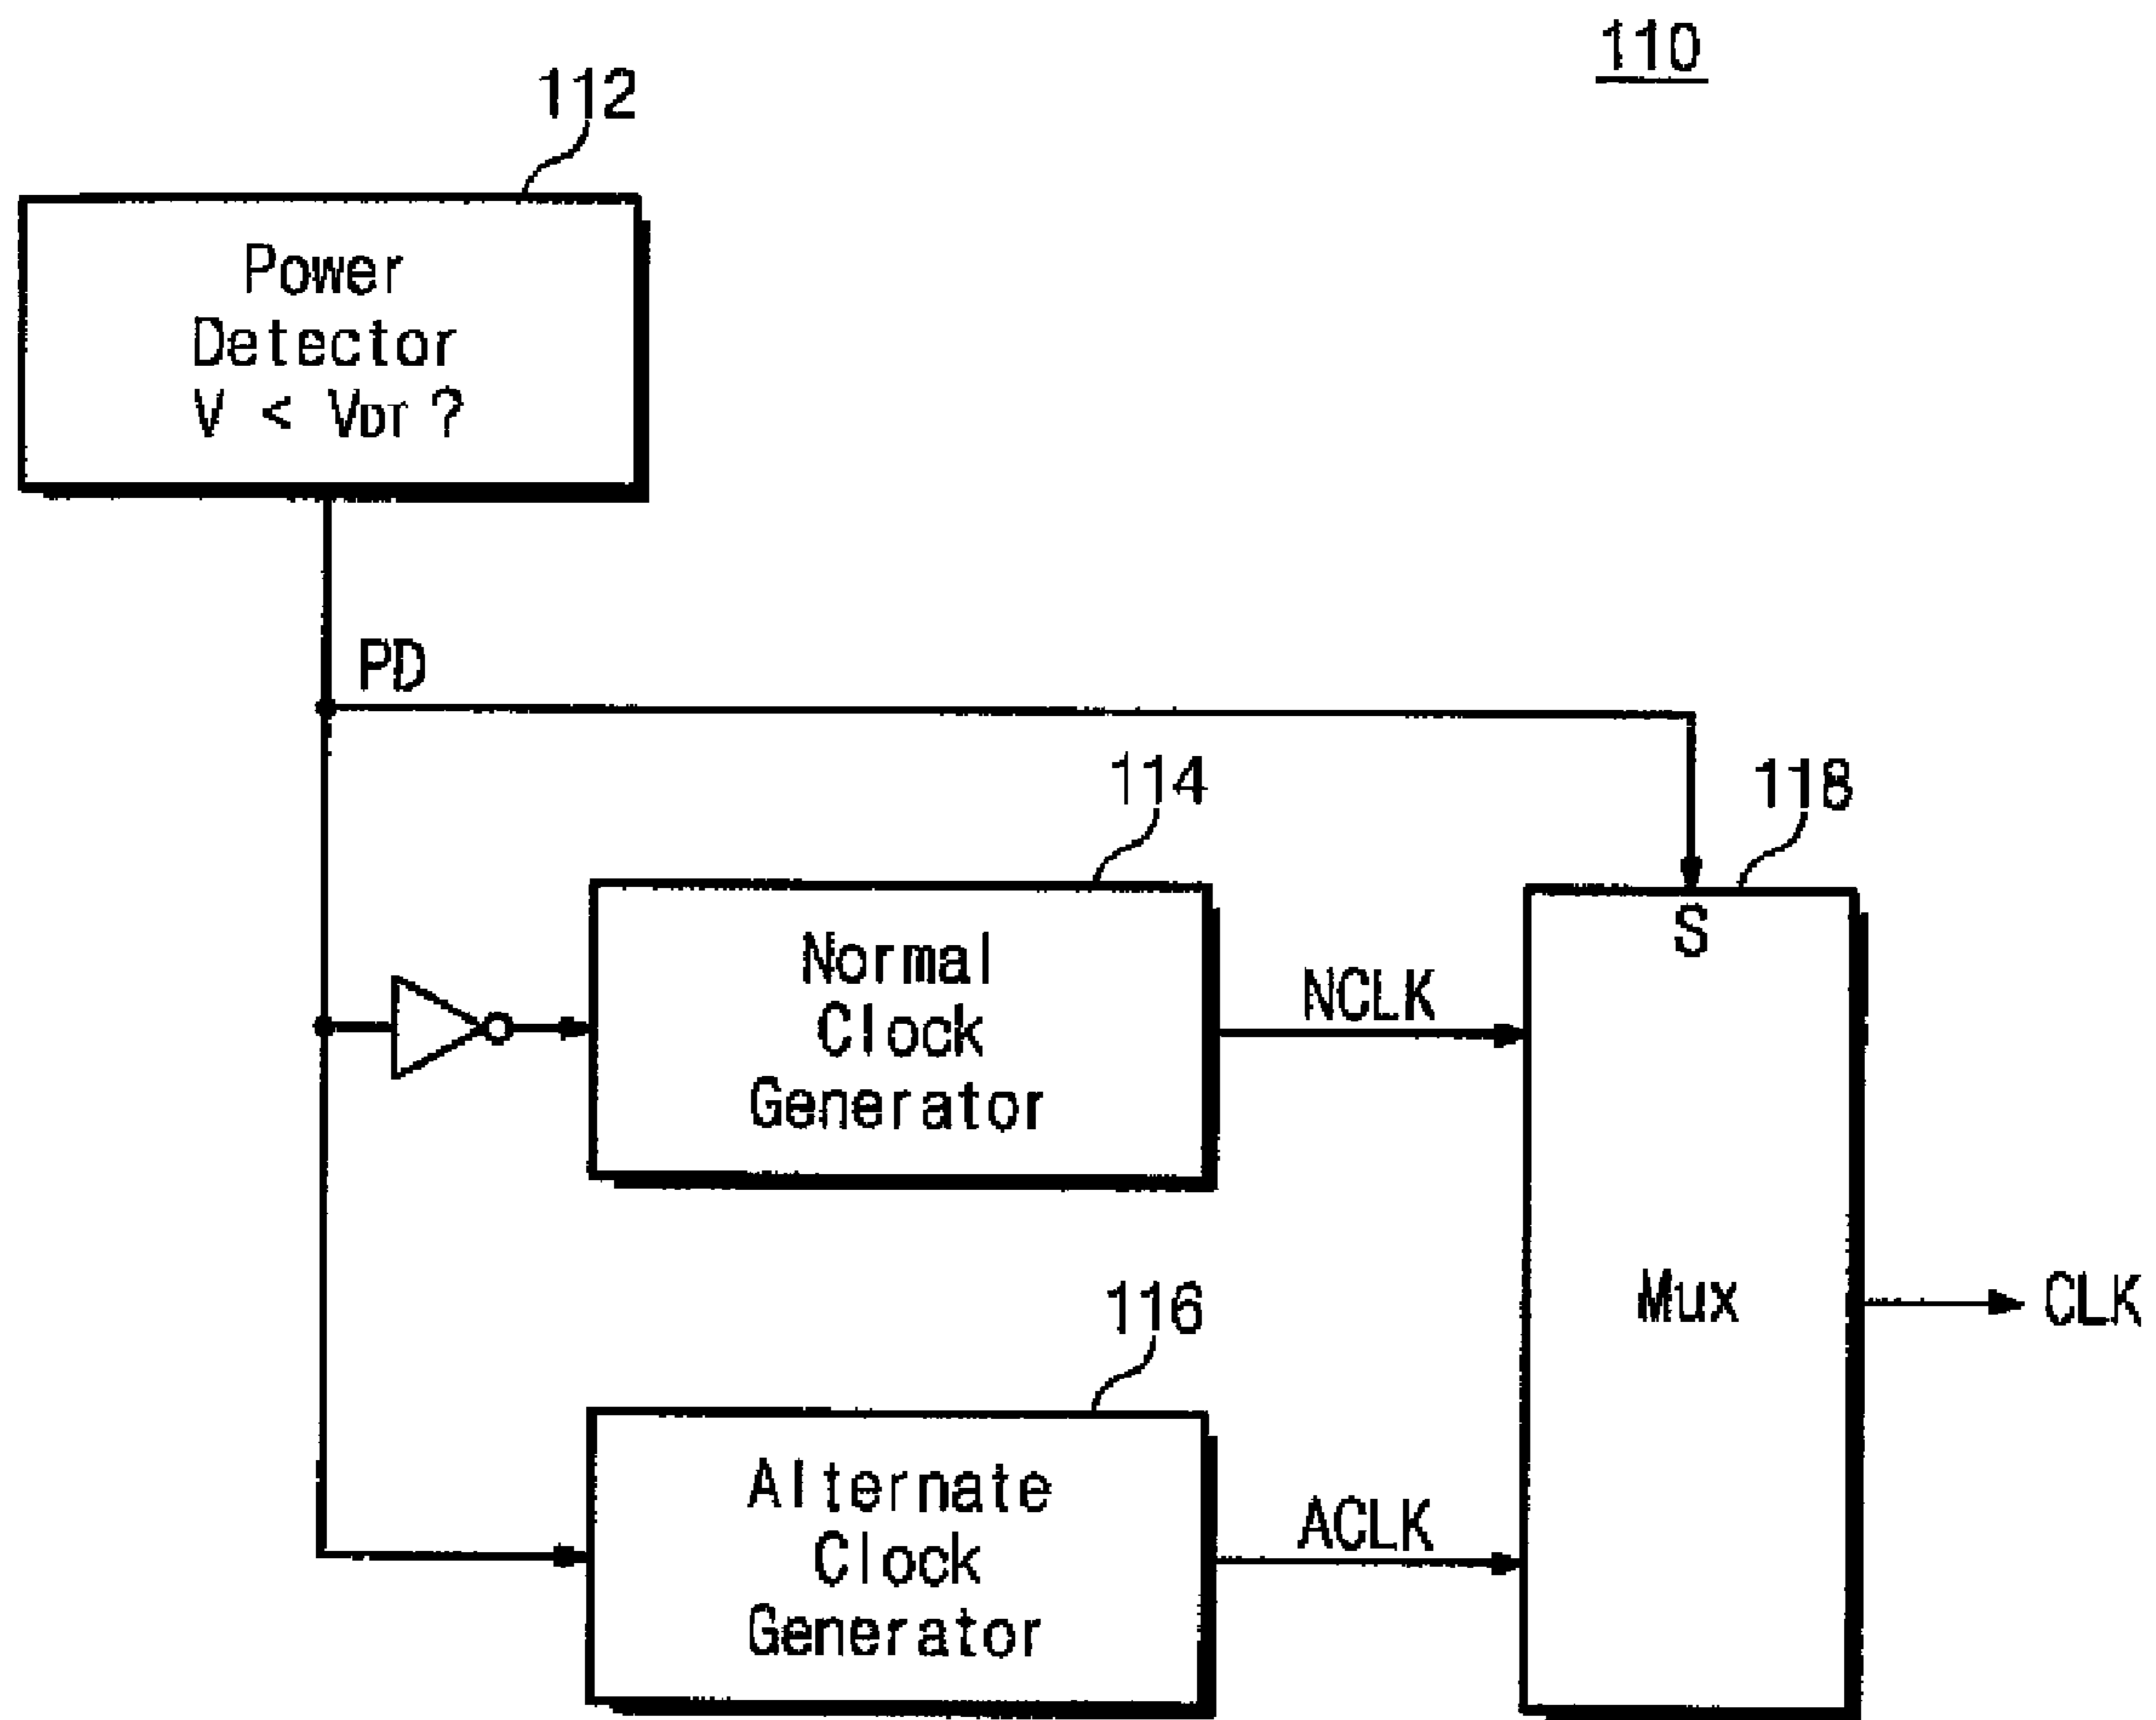 110
112
Power
Detector
V < VDT ?
PD
114
118
Normal
Clock
Generator
NCLK
S
Mux
CLK
116
Alternate
Clock
Generator
ACLK